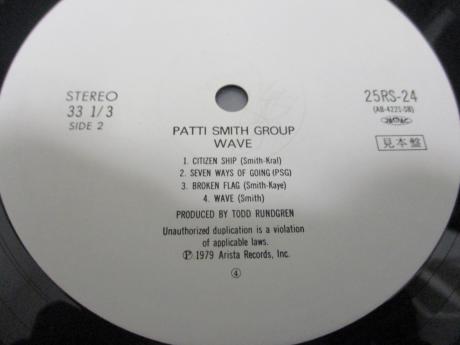 STEREO
33 1/3
SIDE 2
25RS-24
(AB-4221-SB)
見本盤
PATTI SMITH GROUP
WAVE
1. CITIZEN SHIP (Smith-Kral)
2. SEVEN WAYS OF GOING (PSG)
3. BROKEN FLAG (Smith-Kaye)
4. WAVE (Smith)
PRODUCED BY TODD RUNDGREN
Unauthorized duplication is a violation
of applicable laws.
Ⓟ 1979 Arista Records, Inc.
④